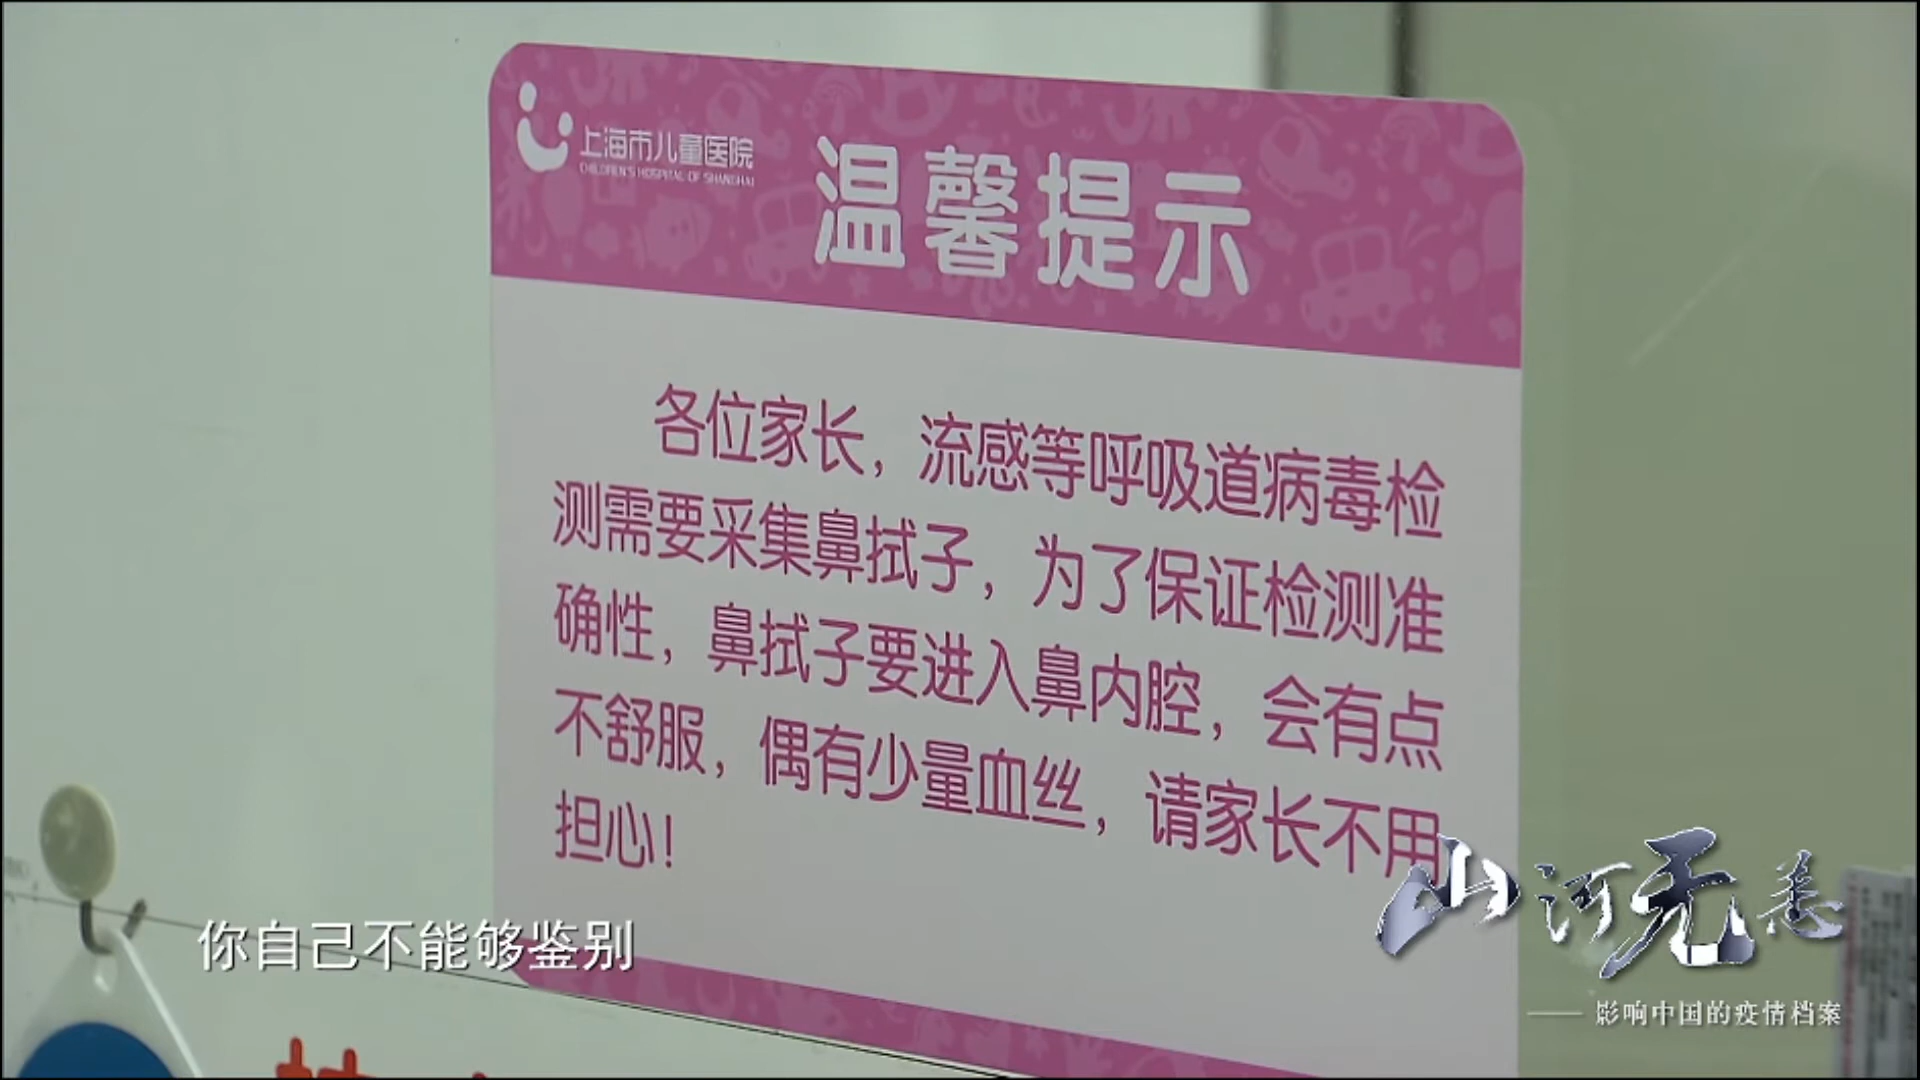 上海市儿童医院
CHILDREN'S HOSPITAL OF SHANGHAI
温馨提示
各位家长，流感等呼吸道病毒检
测需要采集鼻拭子，为了保证检测准
确性，鼻拭子要进入鼻内腔，会有点
不舒服，偶有少量血丝，请家长不用
担心！
你自己不能够鉴别
山河无恙
——影响中国的疫情档案